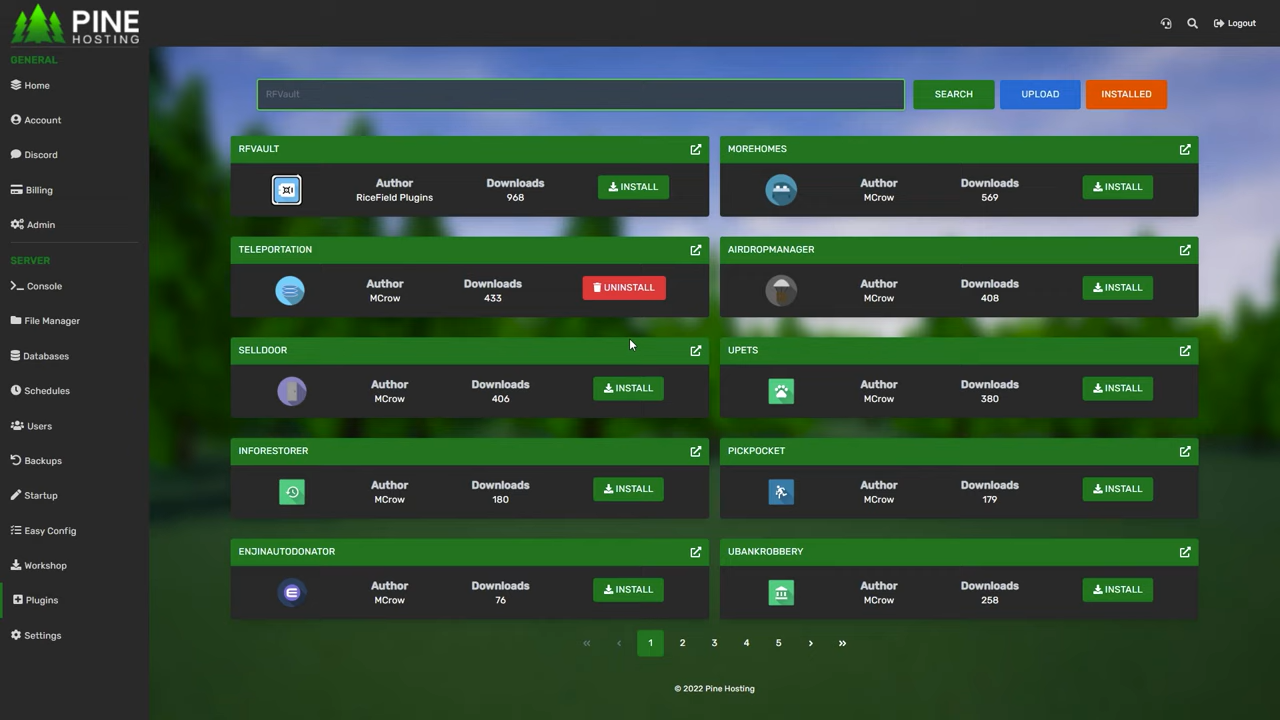 PINE
HOSTING
Logout
GENERAL
Home
Account
Discord
Billing
Admin
SERVER
Console
File Manager
Databases
Schedules
Users
Backups
Startup
Easy Config
Workshop
Plugins
Settings
RFVault
SEARCH
UPLOAD
INSTALLED
RFVAULT
Author
RiceField Plugins
Downloads
968
INSTALL
MOREHOMES
Author
MCrow
Downloads
569
INSTALL
TELEPORTATION
Author
MCrow
Downloads
433
UNINSTALL
AIRDROPMANAGER
Author
MCrow
Downloads
408
INSTALL
SELLDOOR
Author
MCrow
Downloads
406
INSTALL
UPETS
Author
MCrow
Downloads
380
INSTALL
INFORESTORER
Author
MCrow
Downloads
180
INSTALL
PICKPOCKET
Author
MCrow
Downloads
179
INSTALL
ENJINAUTODONATOR
Author
MCrow
Downloads
76
INSTALL
UBANKROBBERY
Author
MCrow
Downloads
258
INSTALL
« ‹ 1 2 3 4 5 › »
© 2022 Pine Hosting